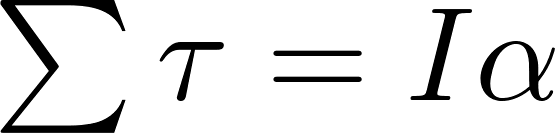 ∑ τ = Iα